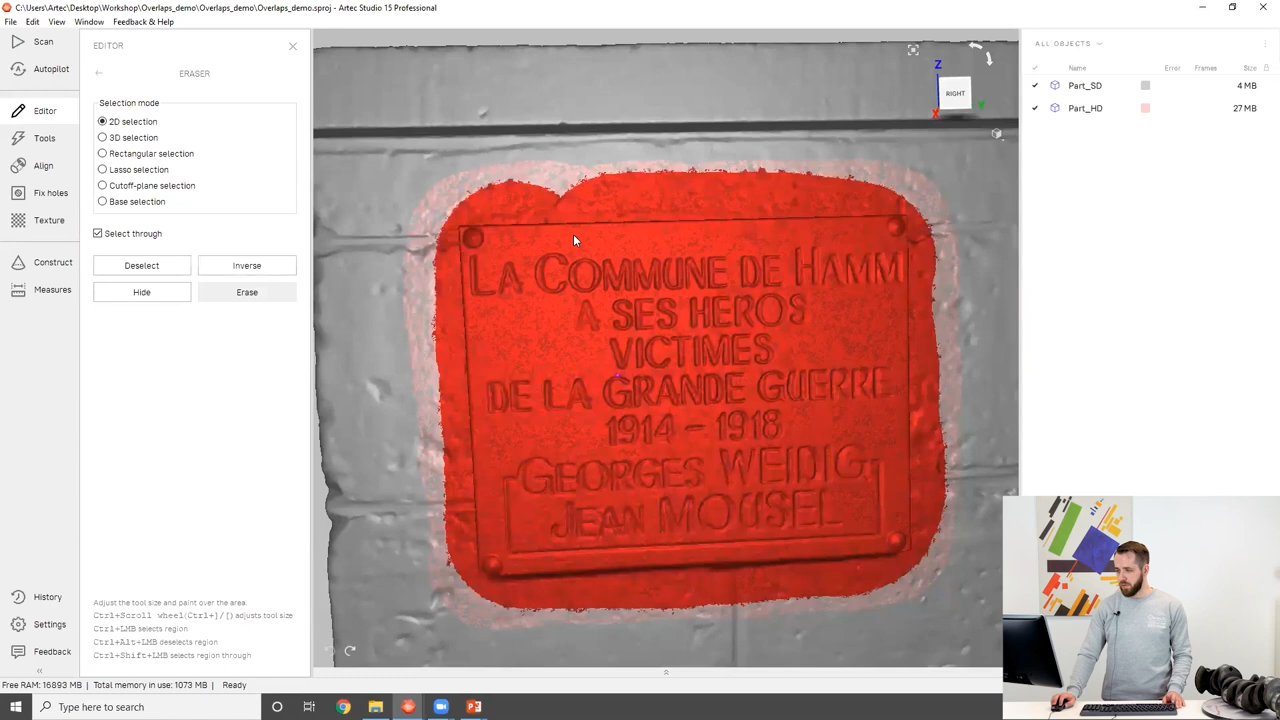 C:\Users\Artec\Desktop\Workshop\Overlaps_demo\Overlaps_demo\Overlaps_demo.sproj - Artec Studio 15 Professional
File Edit View Window Feedback & Help
Scan
Autopilot
Editor
Tools
Align
Fix holes
Texture
Construct
Measures
History
Settings
Feedback
EDITOR
ERASER
Selection mode
2D selection
3D selection
Rectangular selection
Lasso selection
Cutoff-plane selection
Base selection
Select through
Deselect Inverse
Hide Erase
Adjust the tool size and paint over the area.
Ctrl+Scroll wheel(Ctrl+]/[) adjusts tool size
Ctrl+LMB selects region
Ctrl+Alt+LMB deselects region
Ctrl+Shift+LMB selects region through
Z
RIGHT
X Y
LA COMMUNE DE HAMM
A SES HEROS
VICTIMES
DE LA GRANDE GUERRE
1914 - 1918
GEORGES WEIDIG
JEAN MOUSEL
ALL OBJECTS
Name Error Frames Size
Part_SD 4 MB
Part_HD 27 MB
Free RAM: 16893 MB | Total memory in use: 1073 MB | Ready
Type here to search